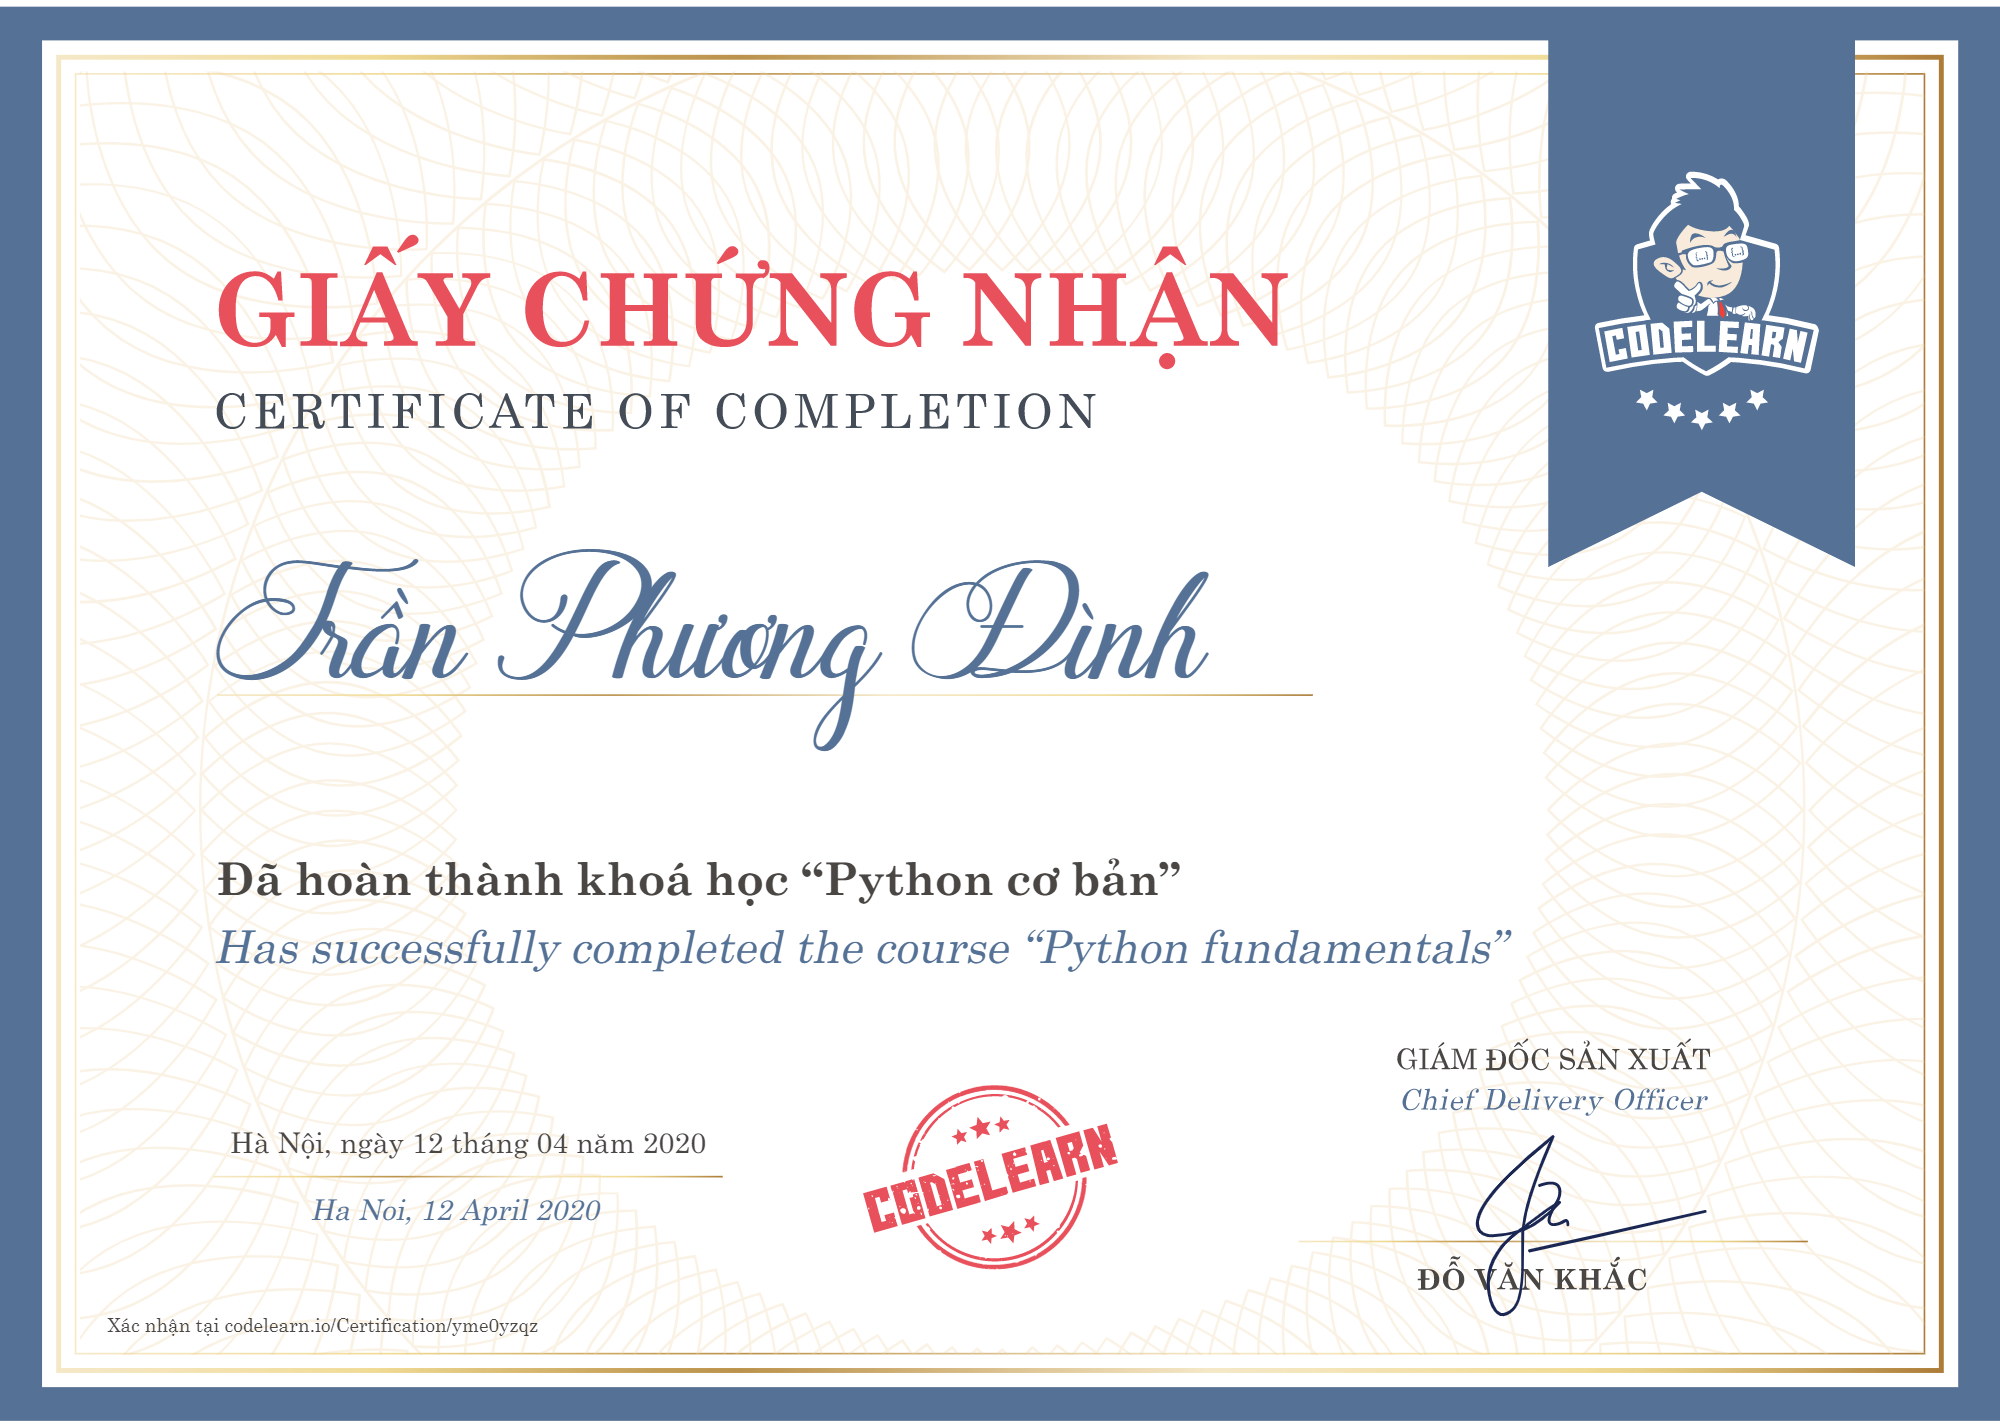 GIẤY CHỨNG NHẬN
CERTIFICATE OF COMPLETION
CODELEARN
Trần Phương Đình
Đã hoàn thành khoá học “Python cơ bản”
Has successfully completed the course “Python fundamentals”
GIÁM ĐỐC SẢN XUẤT
Chief Delivery Officer
Hà Nội, ngày 12 tháng 04 năm 2020
Ha Noi, 12 April 2020
CODELEARN
ĐỖ VĂN KHẮC
Xác nhận tại codelearn.io/Certification/yme0yzqz